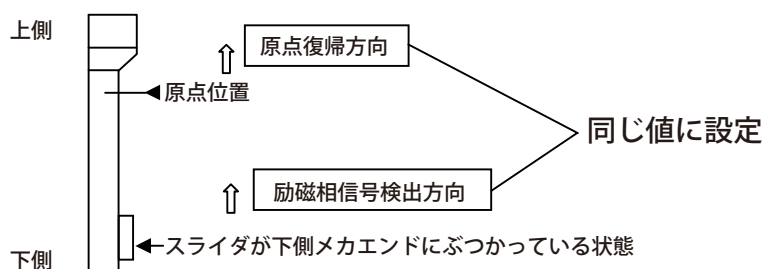 上側
原点復帰方向
原点位置
同じ値に設定
励磁相信号検出方向
スライダが下側メカエンドにぶつかっている状態
下側